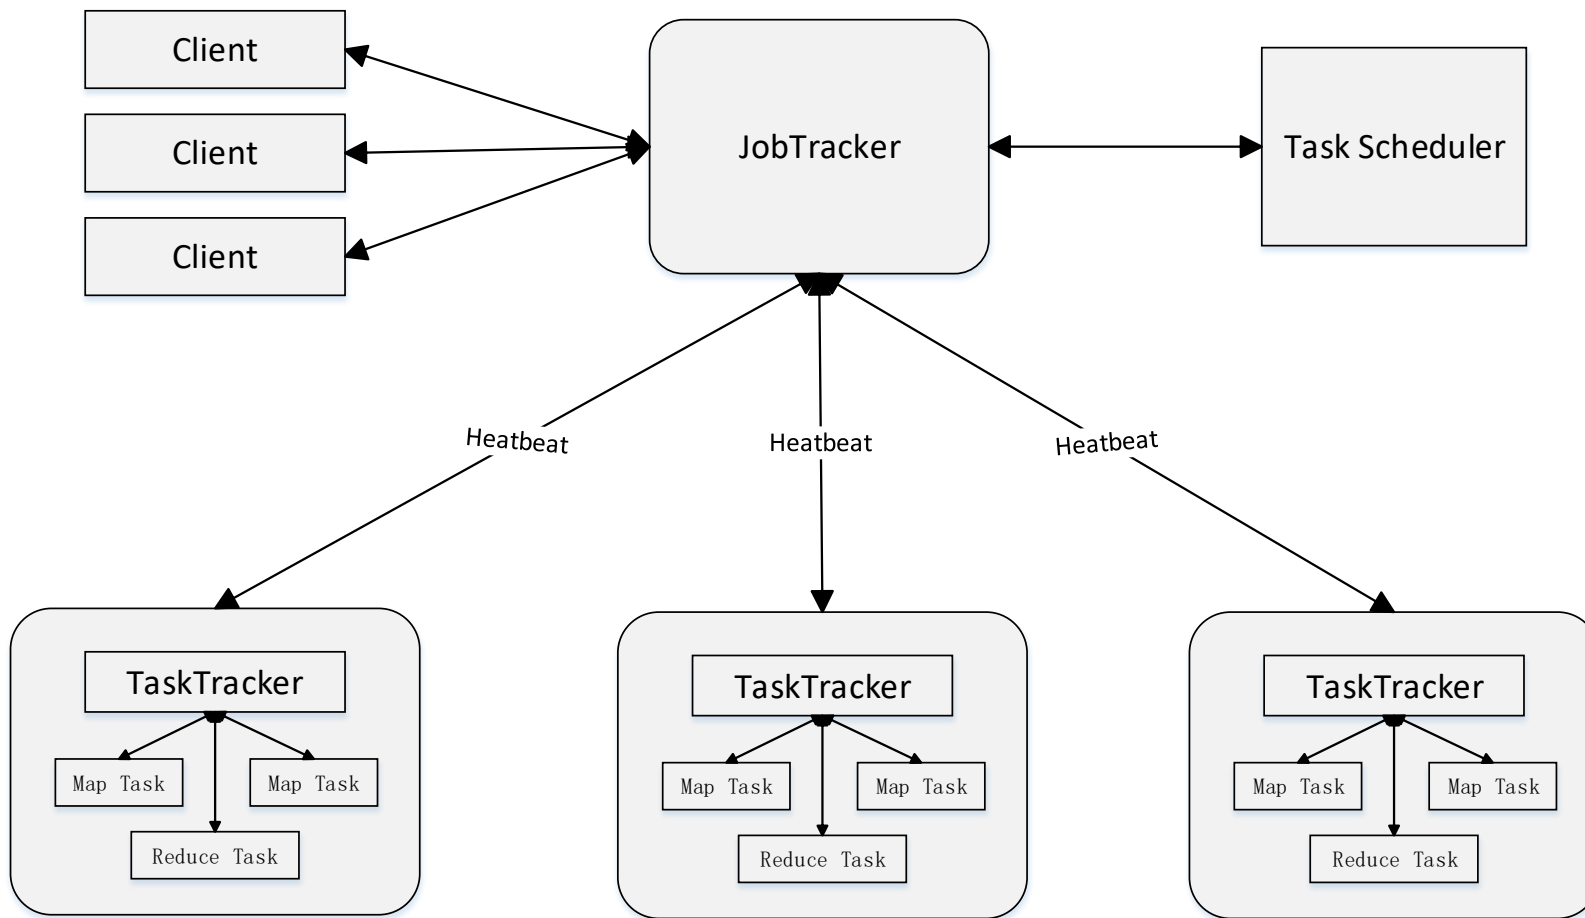 Client
Client
Client
JobTracker
Task Scheduler
Heatbeat
Heatbeat
Heatbeat
TaskTracker
Map Task
Map Task
Reduce Task
TaskTracker
Map Task
Map Task
Reduce Task
TaskTracker
Map Task
Map Task
Reduce Task